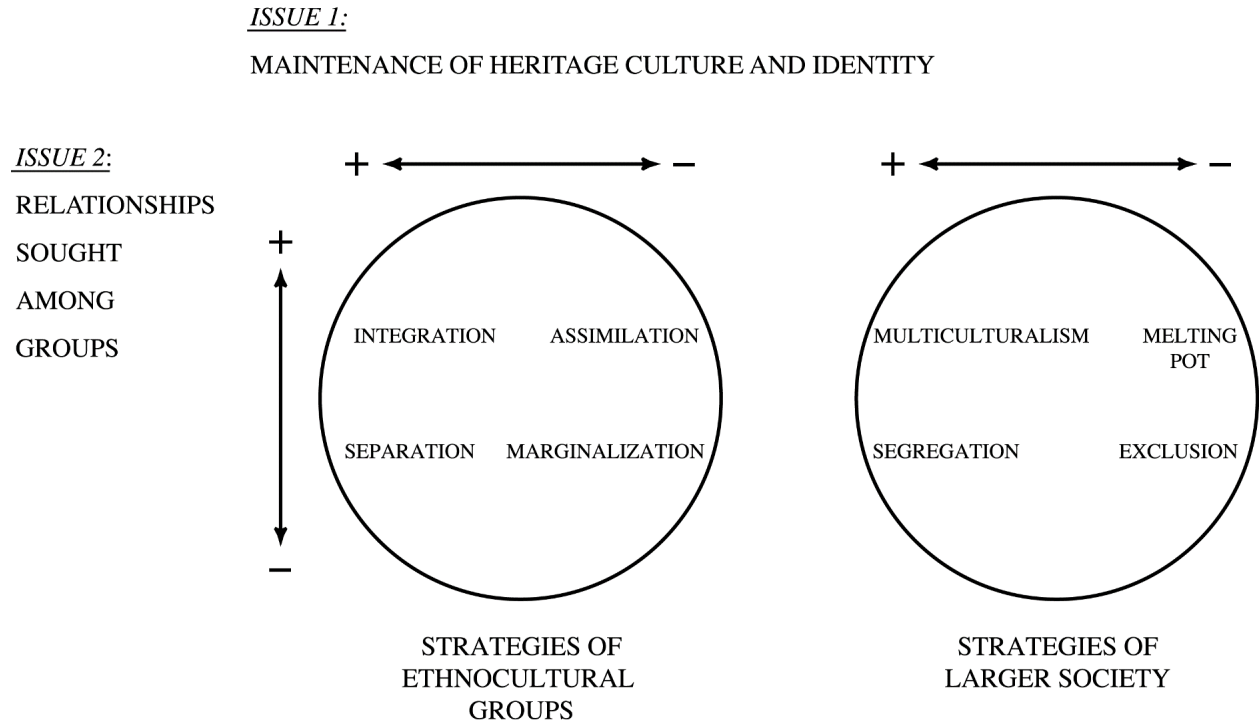 ISSUE 1:
MAINTENANCE OF HERITAGE CULTURE AND IDENTITY
ISSUE 2:
RELATIONSHIPS
SOUGHT
AMONG
GROUPS
+ −
+ −
+
−
INTEGRATION ASSIMILATION
SEPARATION MARGINALIZATION
MULTICULTURALISM MELTING
POT
SEGREGATION EXCLUSION
STRATEGIES OF
ETHNOCULTURAL
GROUPS
STRATEGIES OF
LARGER SOCIETY